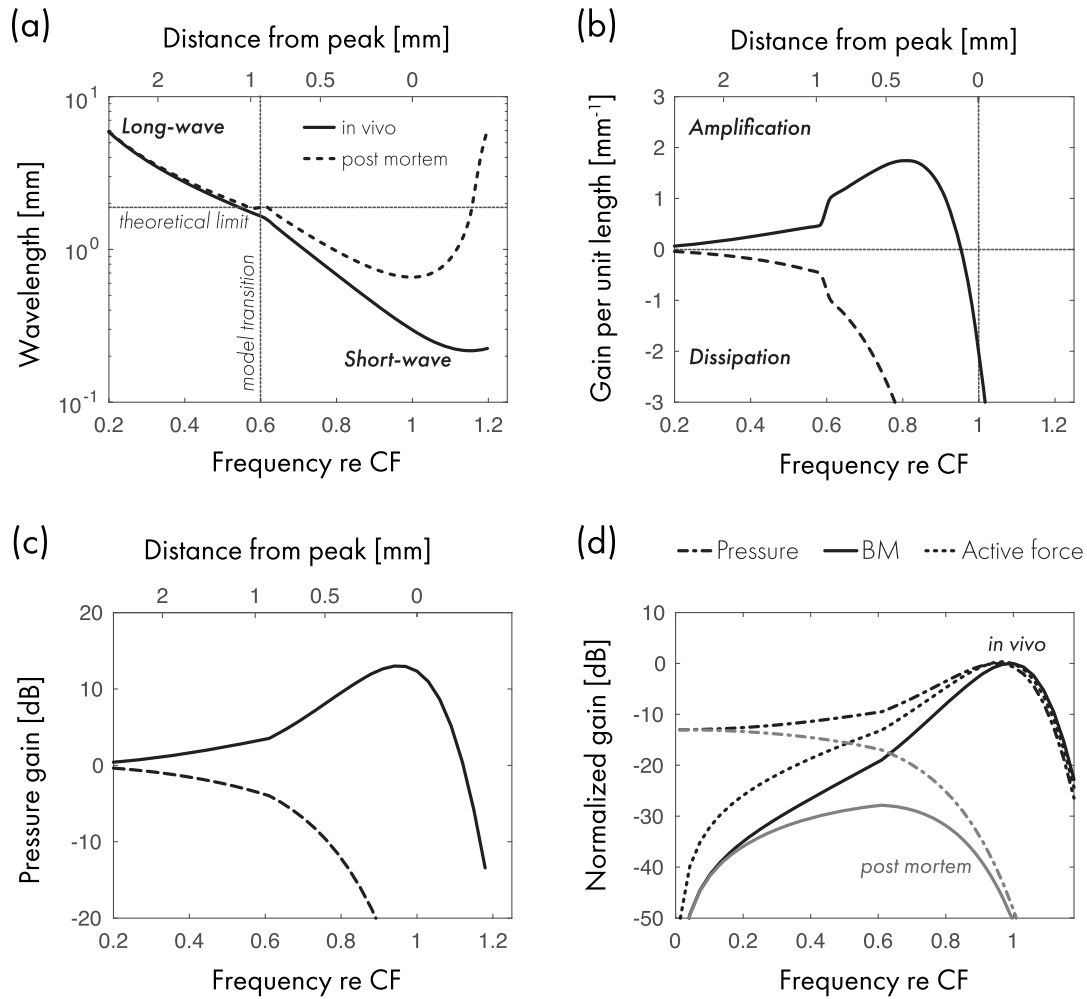 (a)
Distance from peak [mm]
2 1 0.5 0
10^1
10^0
10^-1
Wavelength [mm]
Long-wave
in vivo
post mortem
theoretical limit
model transition
Short-wave
0.2 0.4 0.6 0.8 1 1.2
Frequency re CF
(b)
Distance from peak [mm]
2 1 0.5 0
3
2
1
0
-1
-2
-3
Gain per unit length [mm^-1]
Amplification
Dissipation
0.2 0.4 0.6 0.8 1 1.2
Frequency re CF
(c)
Distance from peak [mm]
2 1 0.5 0
20
10
0
-10
-20
Pressure gain [dB]
0.2 0.4 0.6 0.8 1 1.2
Frequency re CF
(d)
Pressure BM Active force
10
0
-10
-20
-30
-40
-50
Normalized gain [dB]
in vivo
post mortem
0 0.2 0.4 0.6 0.8 1
Frequency re CF